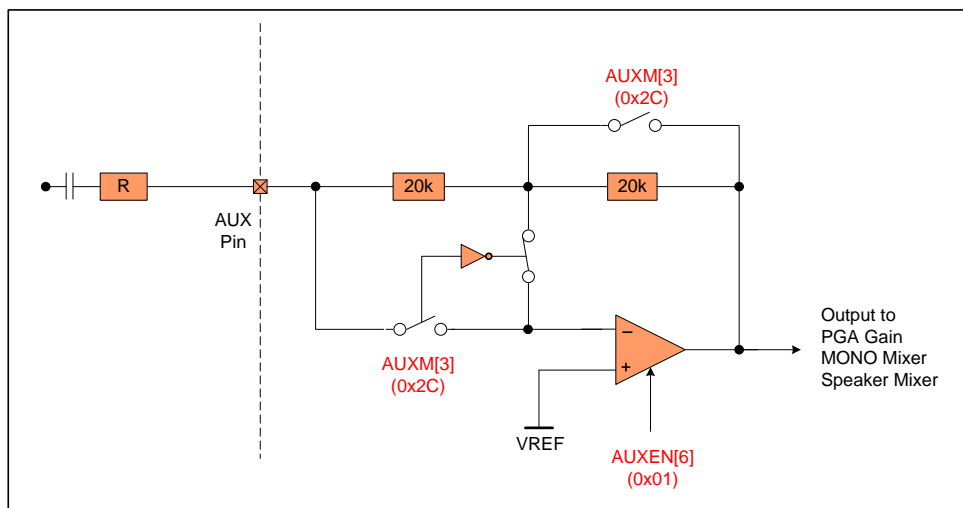 AUXM[3]
(0x2C)
R
20k
20k
AUX
Pin
AUXM[3]
(0x2C)
−
+
VREF
AUXEN[6]
(0x01)
Output to
PGA Gain
MONO Mixer
Speaker Mixer